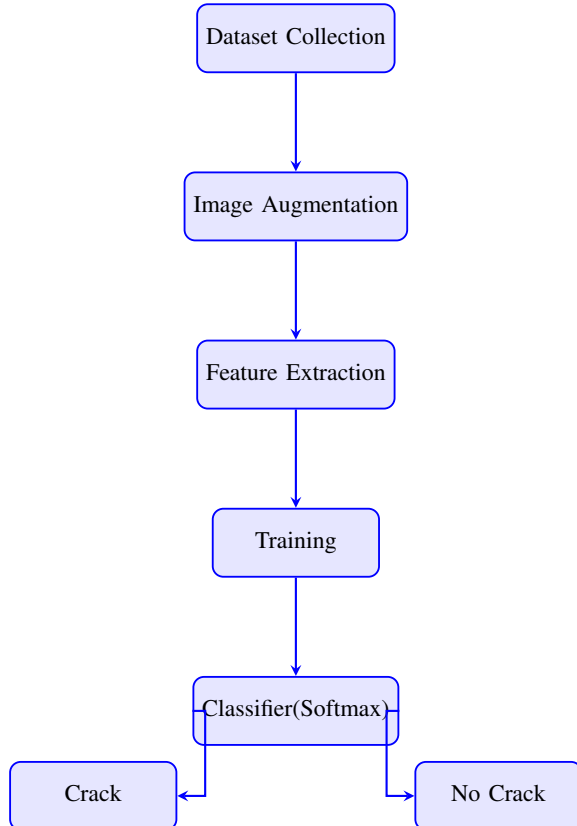 Dataset Collection
Image Augmentation
Feature Extraction
Training
Classifier(Softmax)
Crack
No Crack